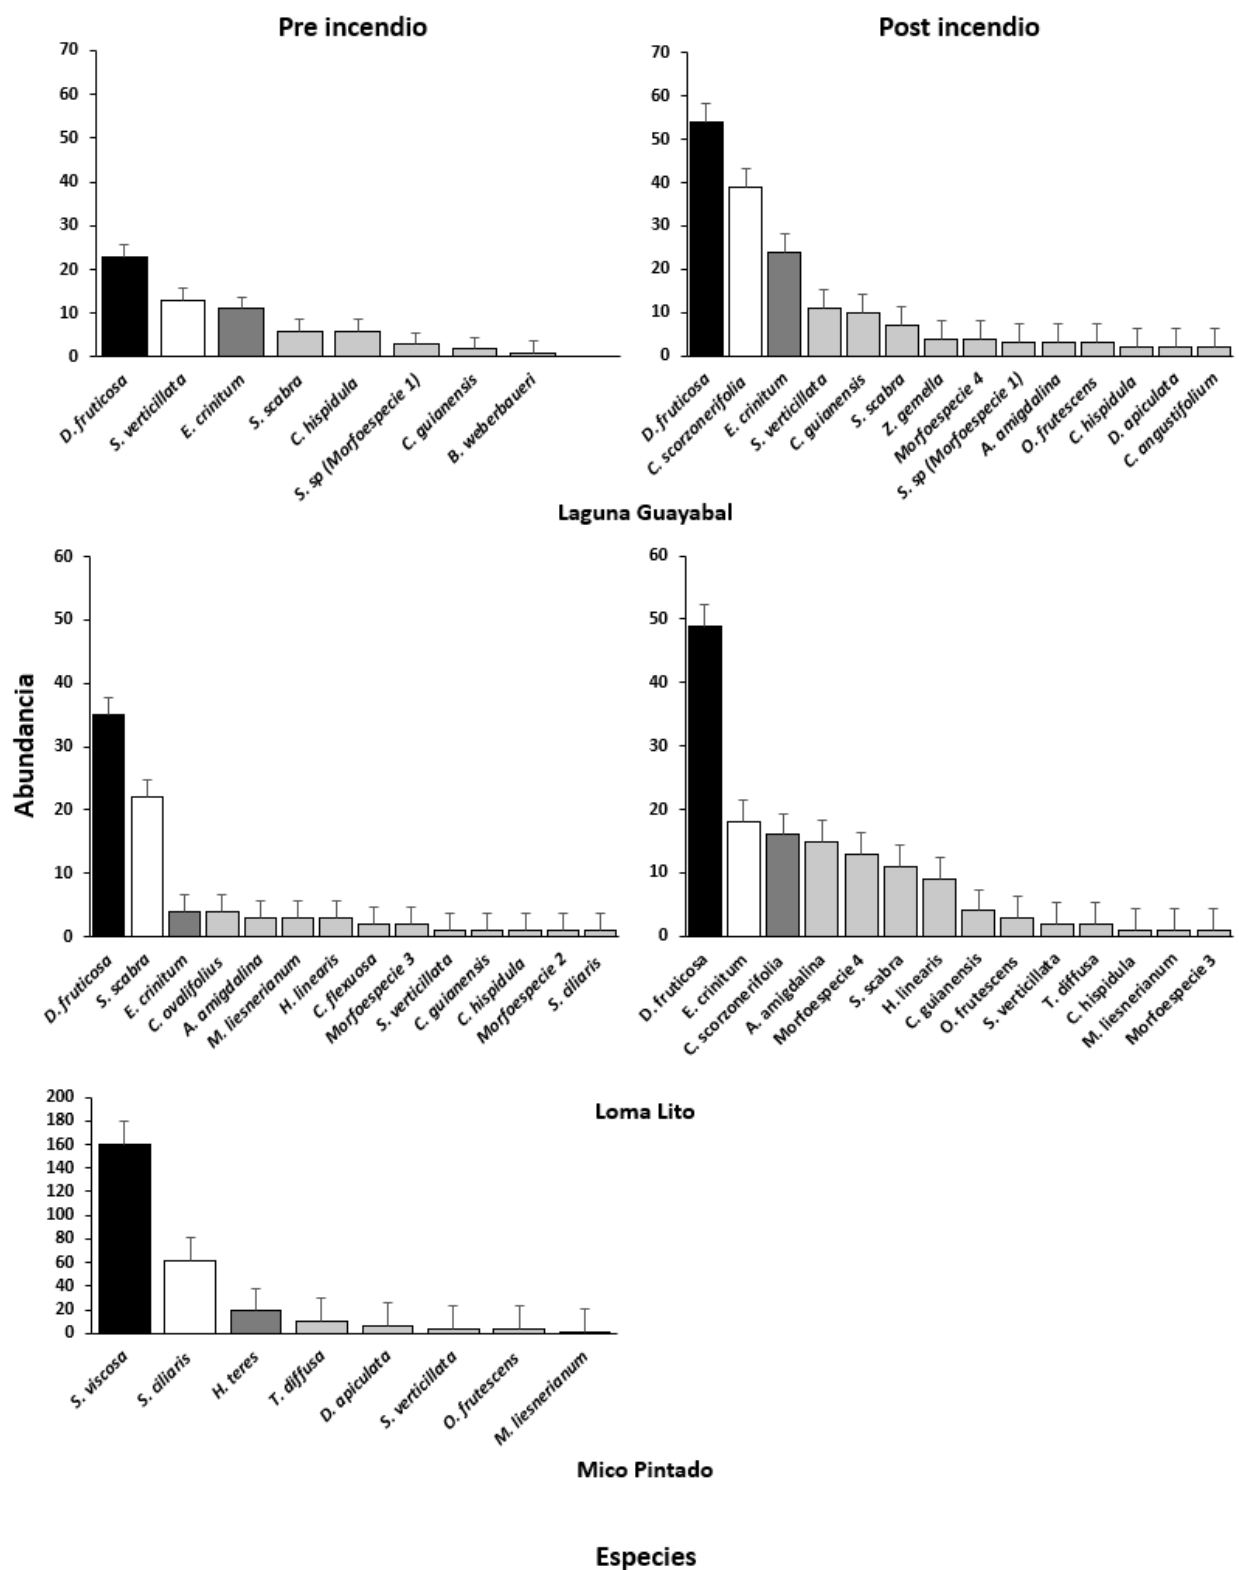 Pre incendio
Post incendio
70
60
50
40
30
20
10
0
D. fruticosa
S. verticillata
E. crinitum
S. scabra
C. hispidula
S. sp (Morfoespecie 1)
C. guianensis
B. weberbaueri
70
60
50
40
30
20
10
0
D. fruticosa
C. scorzonerifolia
E. crinitum
S. verticillata
C. guianensis
S. scabra
Z. gemella
Morfoespecie 4
S. sp (Morfoespecie 1)
A. amigdalina
O. frutescens
C. hispidula
D. apiculata
C. angustifolium
Laguna Guayabal
Abundancia
60
50
40
30
20
10
0
D. fruticosa
S. scabra
E. crinitum
C. ovalifolius
A. amigdalina
M. liesnerianum
H. linearis
C. flexuosa
Morfoespecie 3
S. verticillata
C. guianensis
C. hispidula
Morfoespecie 2
S. ciliaris
60
50
40
30
20
10
0
D. fruticosa
E. crinitum
C. scorzonerifolia
A. amigdalina
Morfoespecie 4
S. scabra
H. linearis
C. guianensis
O. frutescens
S. verticillata
T. diffusa
C. hispidula
M. liesnerianum
Morfoespecie 3
Loma Lito
200
180
160
140
120
100
80
60
40
20
0
S. viscosa
S. ciliaris
H. teres
T. diffusa
D. apiculata
S. verticillata
O. frutescens
M. liesnerianum
Mico Pintado
Especies